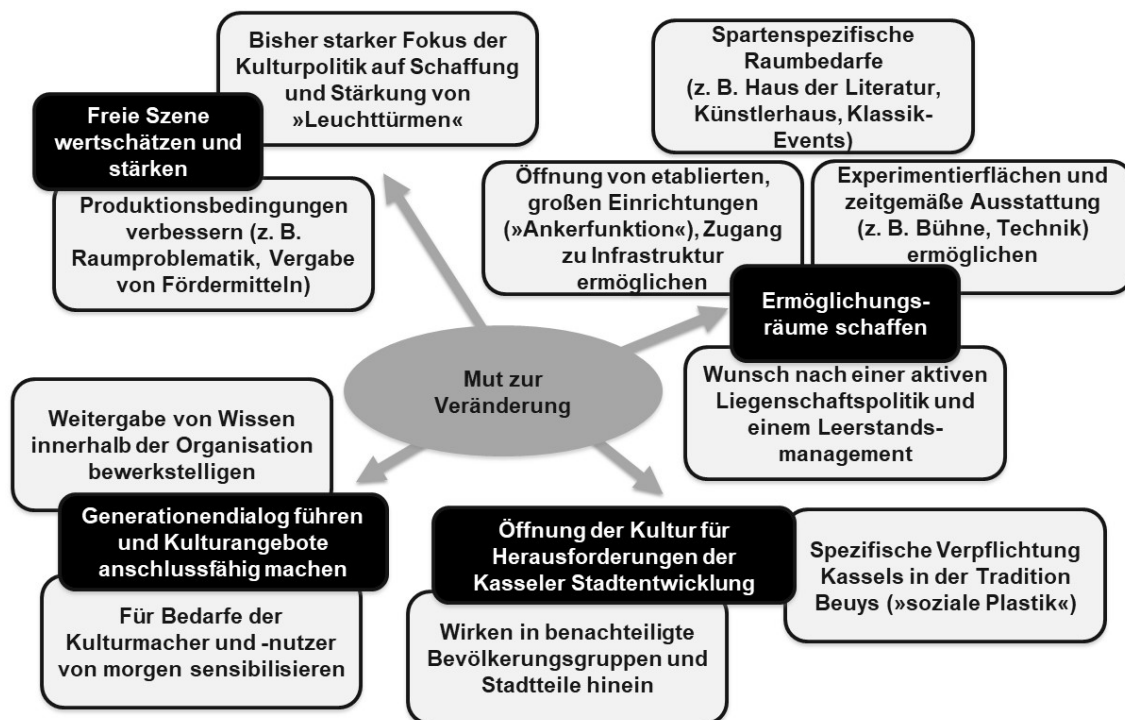 Bisher starker Fokus der
Kulturpolitik auf Schaffung
und Stärkung von
»Leuchttürmen«
Freie Szene
wertschätzen und
stärken
Produktionsbedingungen
verbessern (z. B.
Raumproblematik, Vergabe
von Fördermitteln)
Spartenspezifische
Raumbedarfe
(z. B. Haus der Literatur,
Künstlerhaus, Klassik-
Events)
Öffnung von etablierten,
großen Einrichtungen
(»Ankerfunktion«), Zugang
zu Infrastruktur
ermöglichen
Experimentierflächen und
zeitgemäße Ausstattung
(z. B. Bühne, Technik)
ermöglichen
Ermöglichungs-
räume schaffen
Wunsch nach einer aktiven
Liegenschaftspolitik und
einem Leerstands-
management
Mut zur
Veränderung
Weitergabe von Wissen
innerhalb der Organisation
bewerkstelligen
Generationendialog führen
und Kulturangebote
anschlussfähig machen
Für Bedarfe der
Kulturmacher und -nutzer
von morgen sensibilisieren
Öffnung der Kultur für
Herausforderungen der
Kasseler Stadtentwicklung
Spezifische Verpflichtung
Kassels in der Tradition
Beuys (»soziale Plastik«)
Wirken in benachteiligte
Bevölkerungsgruppen und
Stadtteile hinein